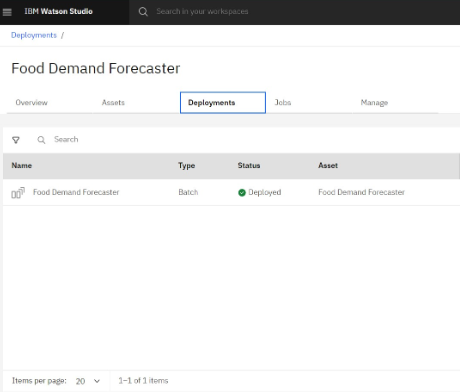 IBM Watson Studio Search in your workspaces
Deployments /
Food Demand Forecaster
Overview Assets Deployments Jobs Manage
Search
Name Type Status Asset
Food Demand Forecaster Batch Deployed Food Demand Forecaster
Items per page: 20 1–1 of 1 items